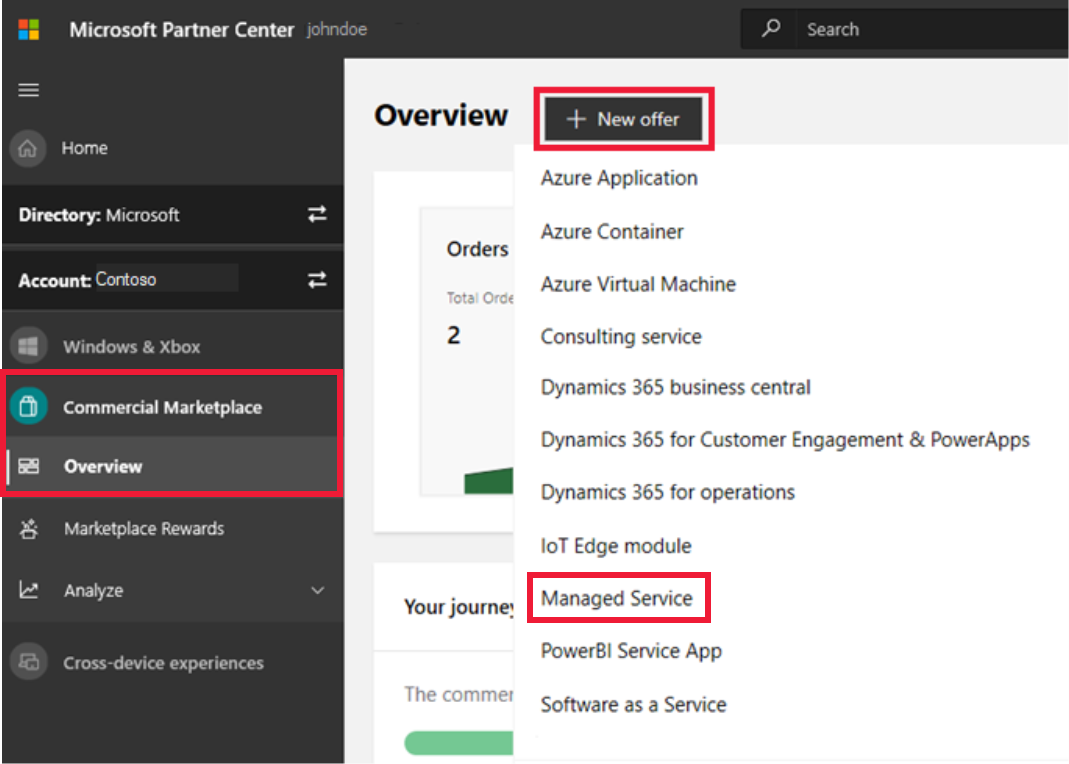 Microsoft Partner Center johndoe
Search
Home
Directory: Microsoft
Account: Contoso
Windows & Xbox
Commercial Marketplace
Overview
Marketplace Rewards
Analyze
Cross-device experiences
Overview
New offer
Azure Application
Azure Container
Azure Virtual Machine
Consulting service
Dynamics 365 business central
Dynamics 365 for Customer Engagement & PowerApps
Dynamics 365 for operations
IoT Edge module
Managed Service
PowerBI Service App
Software as a Service
Orders
Total Orde
2
Your journey
The commer